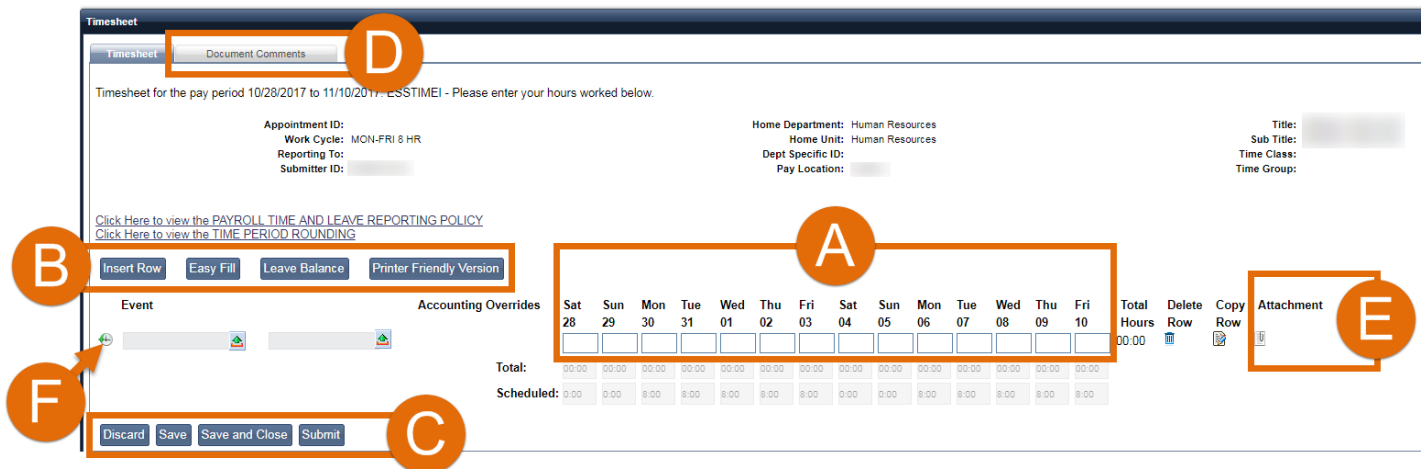 Timesheet
Timesheet Document Comments D
Timesheet for the pay period 10/28/2017 to 11/10/2017. ESSTIMEI - Please enter your hours worked below.
Appointment ID: Home Department: Human Resources Title:
Work Cycle: MON-FRI 8 HR Home Unit: Human Resources Sub Title:
Reporting To: Dept Specific ID: Time Class:
Submitter ID: Pay Location: Time Group:
Click Here to view the PAYROLL TIME AND LEAVE REPORTING POLICY
Click Here to view the TIME PERIOD ROUNDING
A
B Insert Row Easy Fill Leave Balance Printer Friendly Version
Event Accounting Overrides Sat Sun Mon Tue Wed Thu Fri Sat Sun Mon Tue Wed Thu Fri Total Delete Copy Attachment E
28 29 30 31 01 02 03 04 05 06 07 08 09 10 Hours Row Row
00:00
F
Total: 00:00 00:00 00:00 00:00 00:00 00:00 00:00 00:00 00:00 00:00 00:00 00:00 00:00 00:00
Scheduled: 0:00 0:00 8:00 8:00 8:00 8:00 8:00 0:00 0:00 8:00 8:00 8:00 8:00 8:00
Discard Save Save and Close Submit C